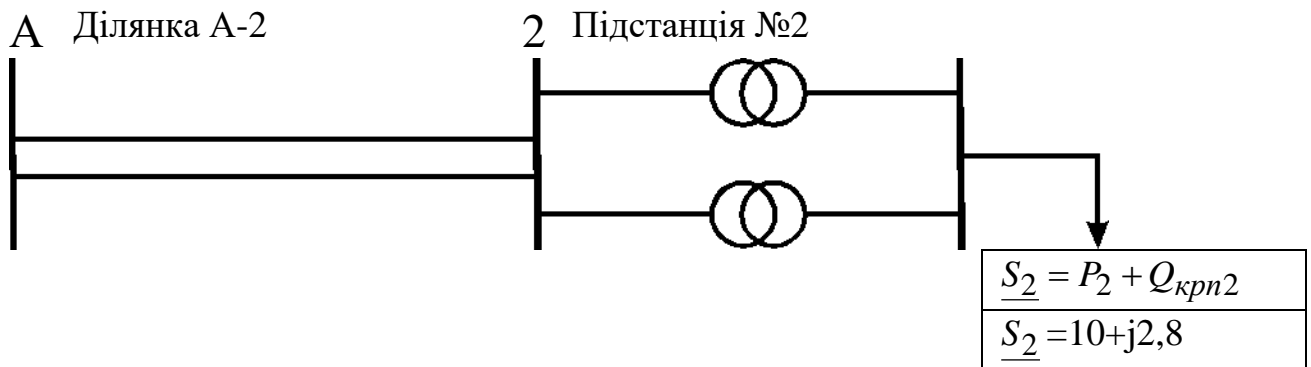 А Ділянка А-2 2 Підстанція №2
S2 = P2 + Qкрп2
S2 =10+j2,8